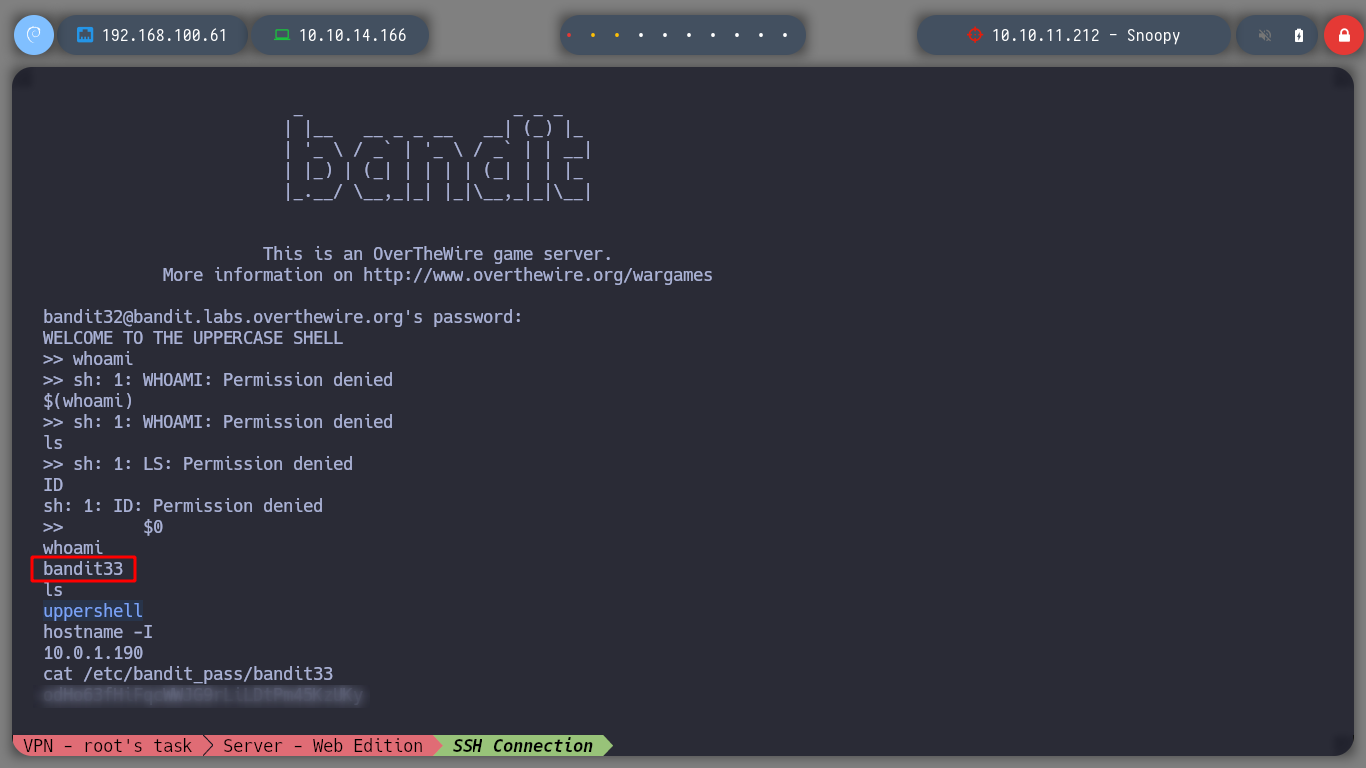 192.168.100.61
10.10.14.166
10.10.11.212 - Snoopy
bandit
This is an OverTheWire game server.
More information on http://www.overthewire.org/wargames
bandit32@bandit.labs.overthewire.org's password:
WELCOME TO THE UPPERCASE SHELL
>> whoami
>> sh: 1: WHOAMI: Permission denied
$(whoami)
>> sh: 1: WHOAMI: Permission denied
ls
>> sh: 1: LS: Permission denied
ID
sh: 1: ID: Permission denied
>> $0
whoami
bandit33
ls
uppershell
hostname -I
10.0.1.190
cat /etc/bandit_pass/bandit33
VPN - root's task
Server - Web Edition
SSH Connection